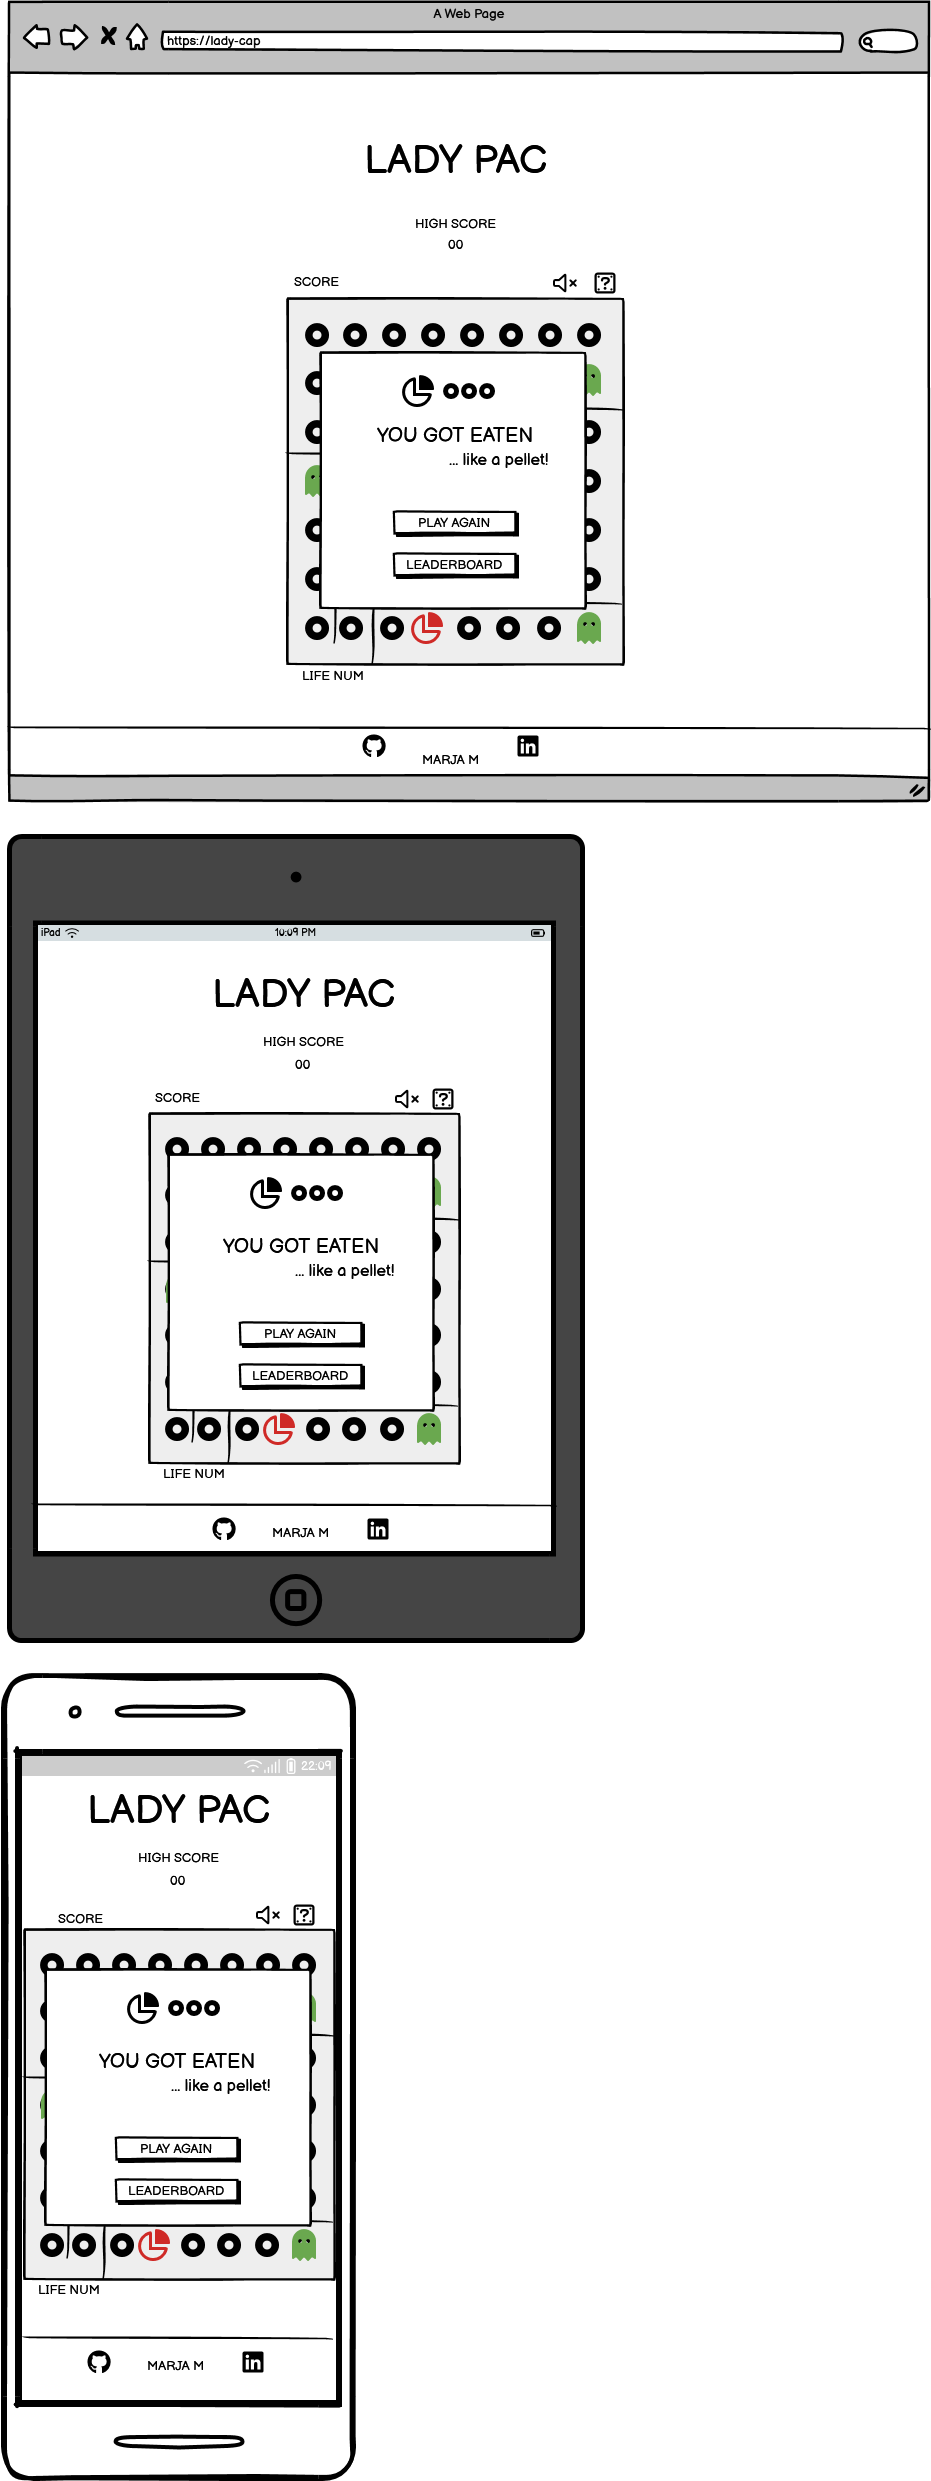 A Web Page
https://lady-cap
LADY PAC
HIGH SCORE
00
SCORE
?
YOU GOT EATEN
... like a pellet!
PLAY AGAIN
LEADERBOARD
LIFE NUM
MARJA M
in
iPad
10:09 PM
LADY PAC
HIGH SCORE
00
SCORE
?
YOU GOT EATEN
... like a pellet!
PLAY AGAIN
LEADERBOARD
LIFE NUM
MARJA M
in
22:09
LADY PAC
HIGH SCORE
00
SCORE
?
YOU GOT EATEN
... like a pellet!
PLAY AGAIN
LEADERBOARD
LIFE NUM
MARJA M
in